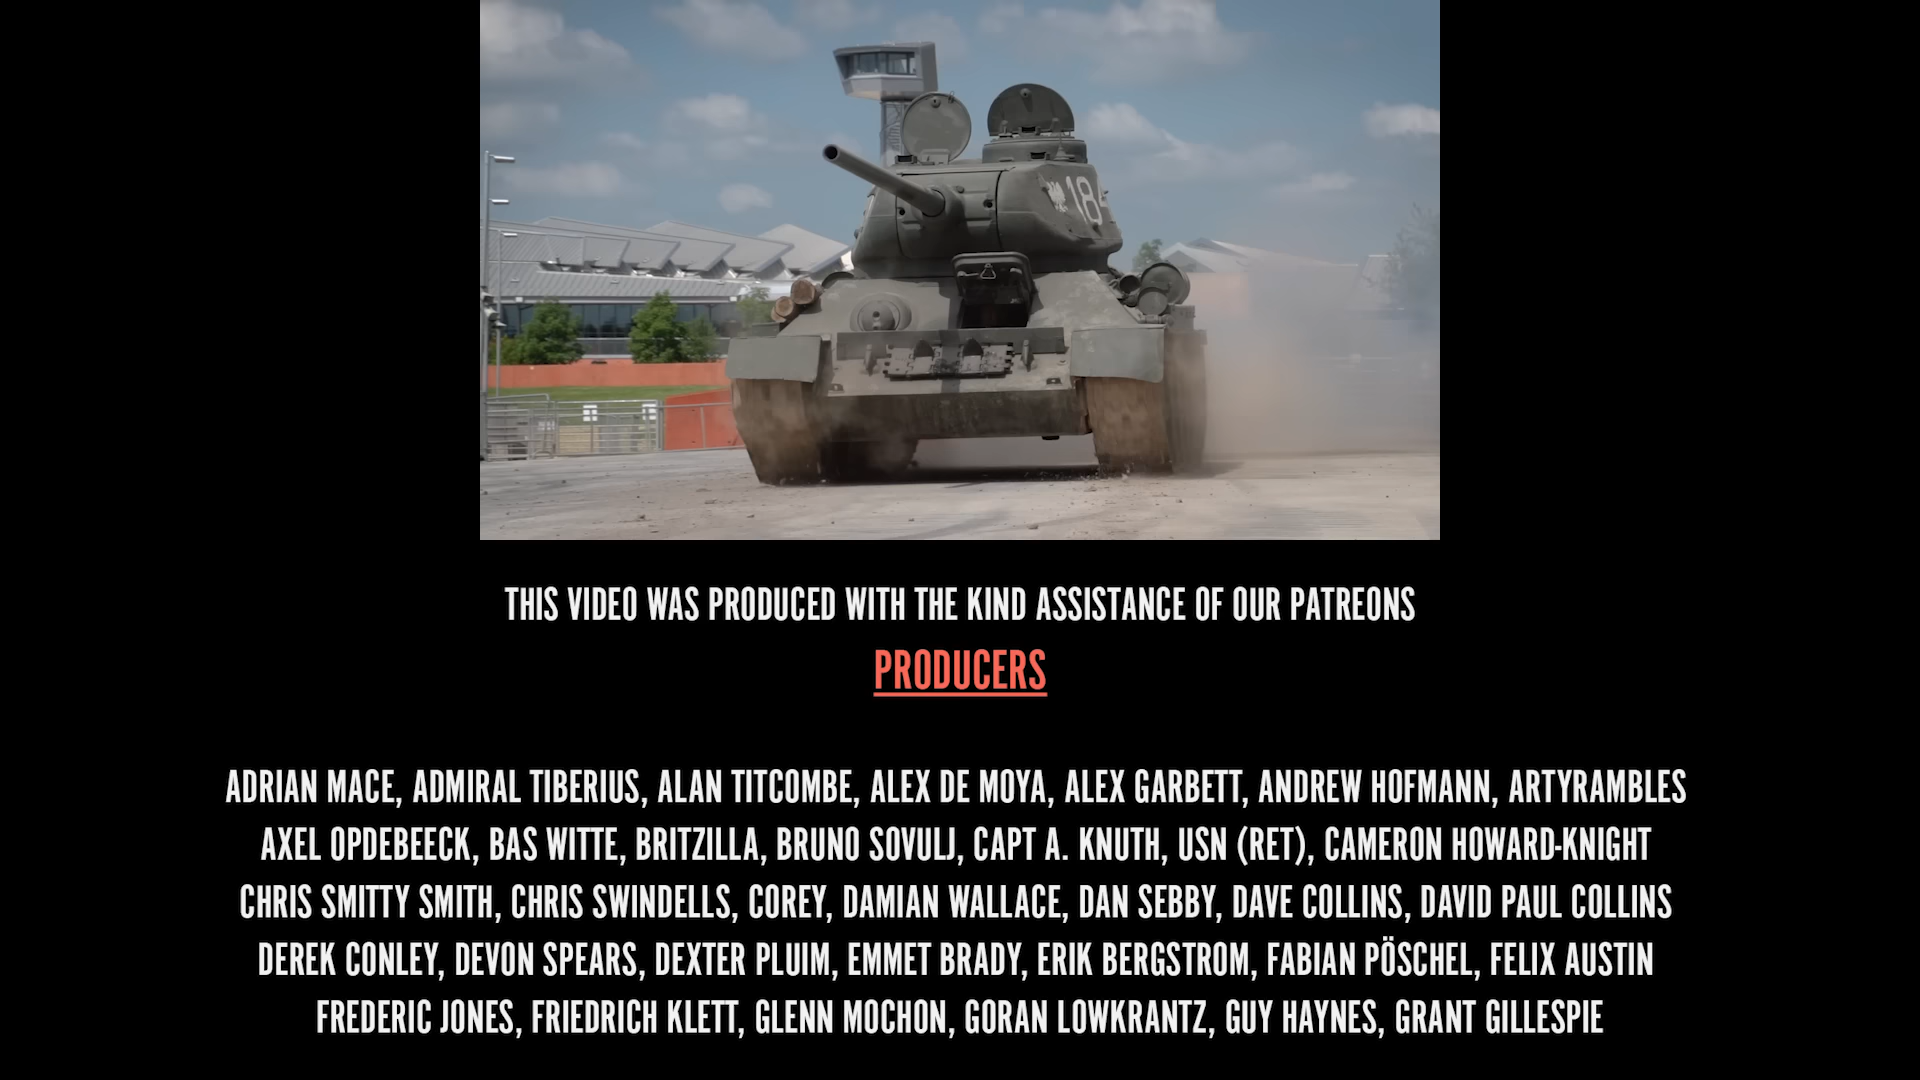 184
THIS VIDEO WAS PRODUCED WITH THE KIND ASSISTANCE OF OUR PATREONS
PRODUCERS
ADRIAN MACE, ADMIRAL TIBERIUS, ALAN TITCOMBE, ALEX DE MOYA, ALEX GARBETT, ANDREW HOFMANN, ARTYRAMBLES
AXEL OPDEBEECK, BAS WITTE, BRITZILLA, BRUNO SOVULJ, CAPT A. KNUTH, USN (RET), CAMERON HOWARD-KNIGHT
CHRIS SMITTY SMITH, CHRIS SWINDELLS, COREY, DAMIAN WALLACE, DAN SEBBY, DAVE COLLINS, DAVID PAUL COLLINS
DEREK CONLEY, DEVON SPEARS, DEXTER PLUIM, EMMET BRADY, ERIK BERGSTROM, FABIAN PÖSCHEL, FELIX AUSTIN
FREDERIC JONES, FRIEDRICH KLETT, GLENN MOCHON, GORAN LOWKRANTZ, GUY HAYNES, GRANT GILLESPIE